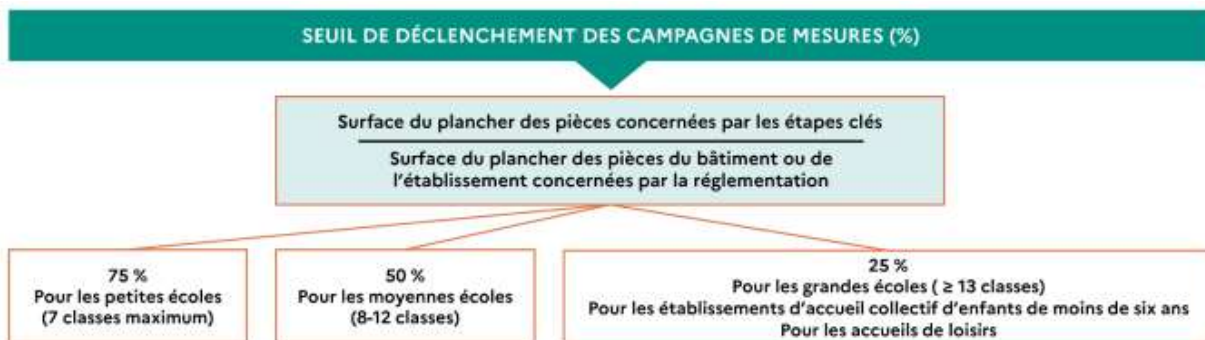 SEUIL DE DÉCLENCHEMENT DES CAMPAGNES DE MESURES (%)
Surface du plancher des pièces concernées par les étapes clés
Surface du plancher des pièces du bâtiment ou de
l'établissement concernées par la réglementation
75 %
Pour les petites écoles
(7 classes maximum)
50 %
Pour les moyennes écoles
(8-12 classes)
25 %
Pour les grandes écoles ( ≥ 13 classes)
Pour les établissements d'accueil collectif d'enfants de moins de six ans
Pour les accueils de loisirs